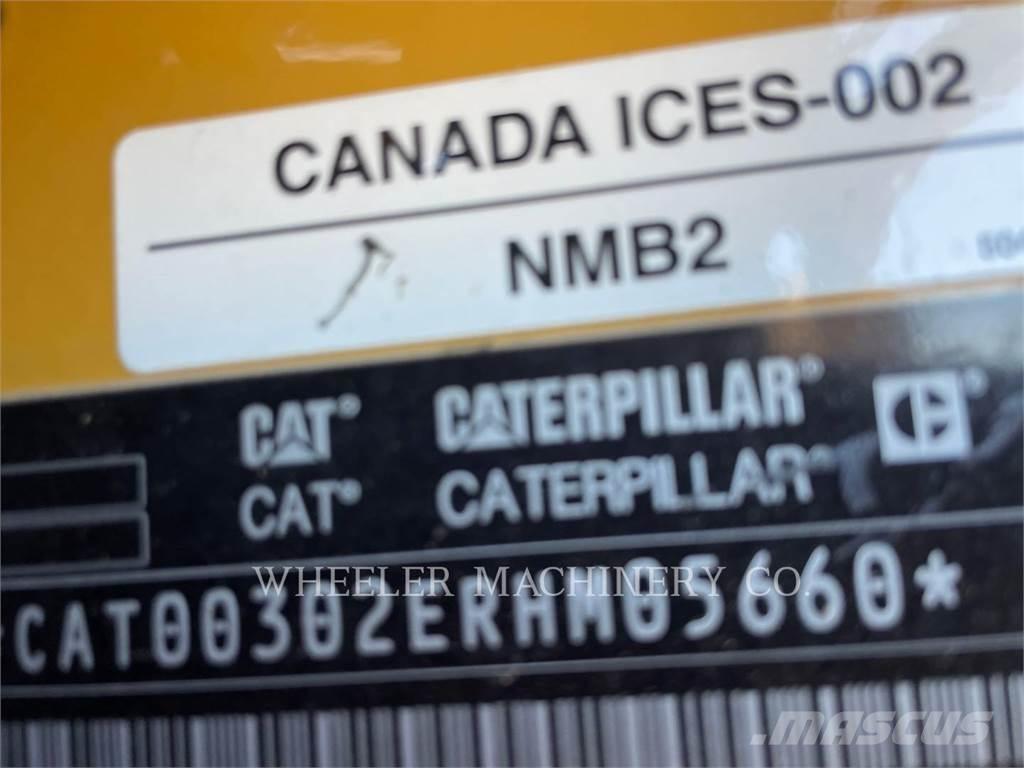 CANADA ICES-002
NMB2
CAT® CATERPILLAR®
CAT® CATERPILLAR®
WHEELER MACHINERY CO.
*CAT00302ERHM05660*
MASCUS